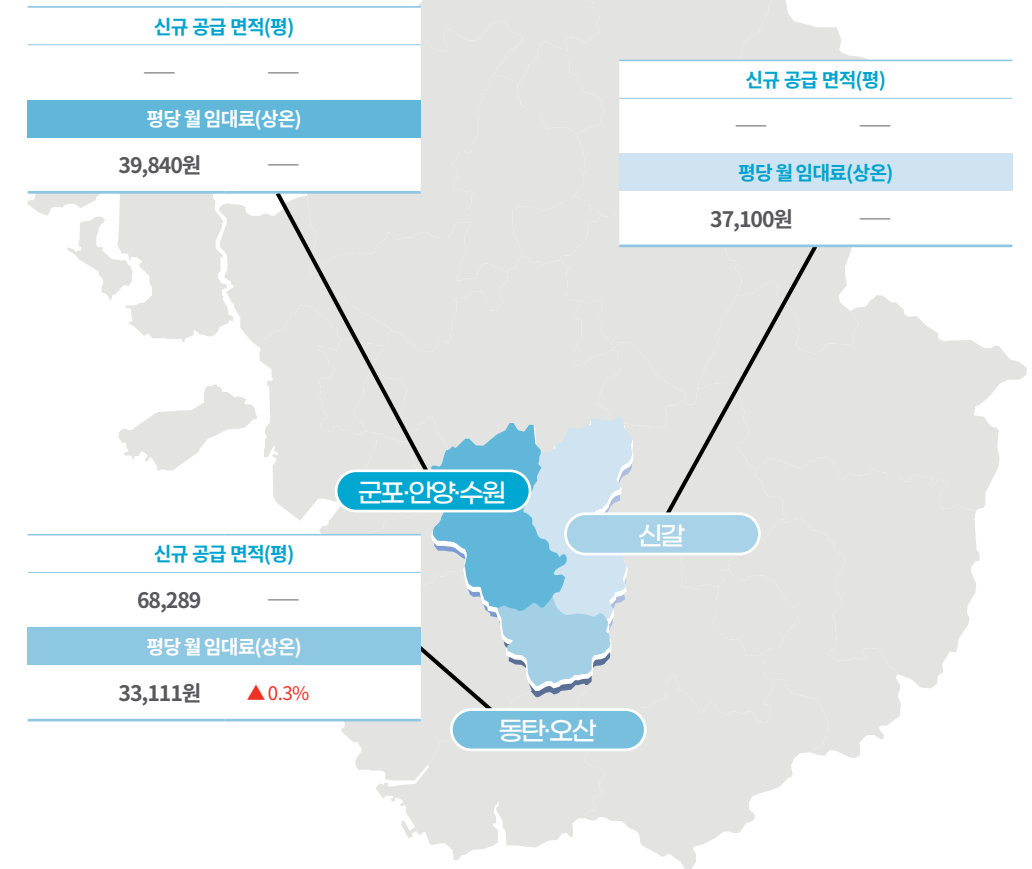 신규 공급 면적(평)
— —
평당 월 임대료(상온)
39,840원 —
신규 공급 면적(평)
— —
평당 월 임대료(상온)
37,100원 —
군포·안양·수원
신갈
신규 공급 면적(평)
68,289 —
평당 월 임대료(상온)
33,111원 ▲0.3%
동탄·오산